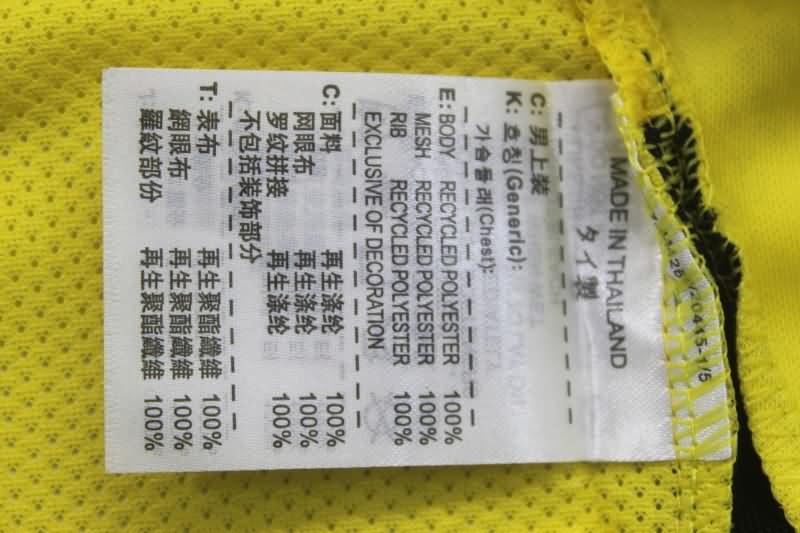 MADE IN THAILAND
タイ製
C: 男上装
K: 호칭(Generic):
가슴둘레(Chest):
E: BODY RECYCLED POLYESTER 100%
MESH RECYCLED POLYESTER 100%
RIB RECYCLED POLYESTER 100%
EXCLUSIVE OF DECORATION
C: 面料 再生涤纶 100%
网眼布 再生涤纶 100%
罗纹拼接 再生涤纶 100%
不包括装饰部分
T: 表布 再生聚酯纖維 100%
網眼布 再生聚酯纖維 100%
羅紋部份 再生聚酯纖維 100%
0415-1/5